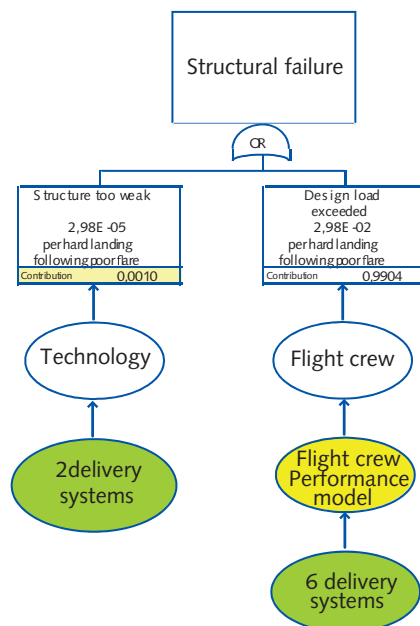 Structural failure
OR
Structure too weak
2,98E -05
per hard landing
following poor flare
Contribution 0,0010
Design load
exceeded
2,98E -02
per hard landing
following poor flare
Contribution 0,9904
Technology
Flight crew
2delivery
systems
Flight crew
Performance
model
6 delivery
systems